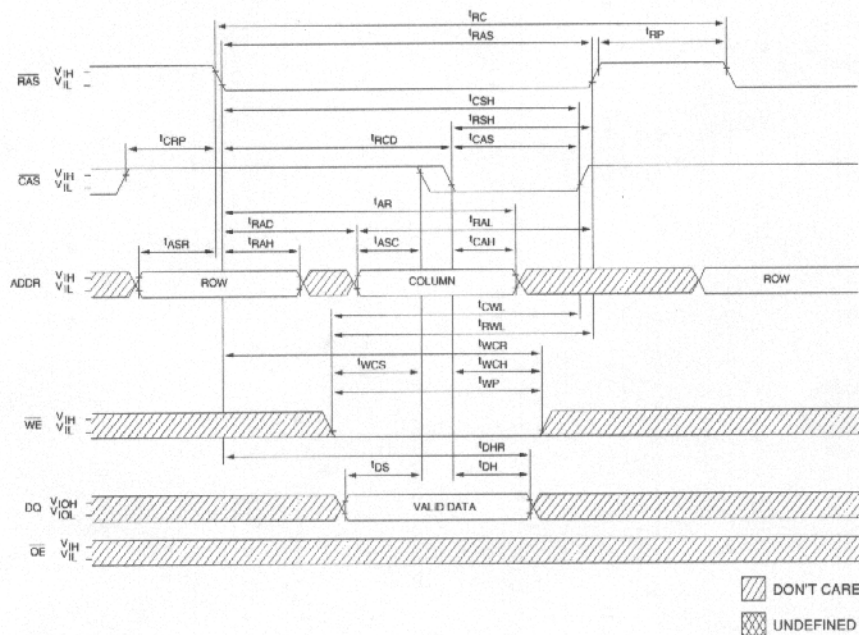 tRC
tRAS
tRP
RAS VIH
VIL
tCSH
tRSH
tCRP
tRCD
tCAS
CAS VIH
VIL
tAR
tRAD
tRAL
tASR
tRAH
tASC
tCAH
ADDR VIH
VIL
ROW
COLUMN
ROW
tCWL
tRWL
tWCR
tWCS
tWCH
tWP
WE VIH
VIL
tDHR
tDS
tDH
DQ VIOH
VIOL
VALID DATA
OE VIH
VIL
DON'T CARE
UNDEFINED